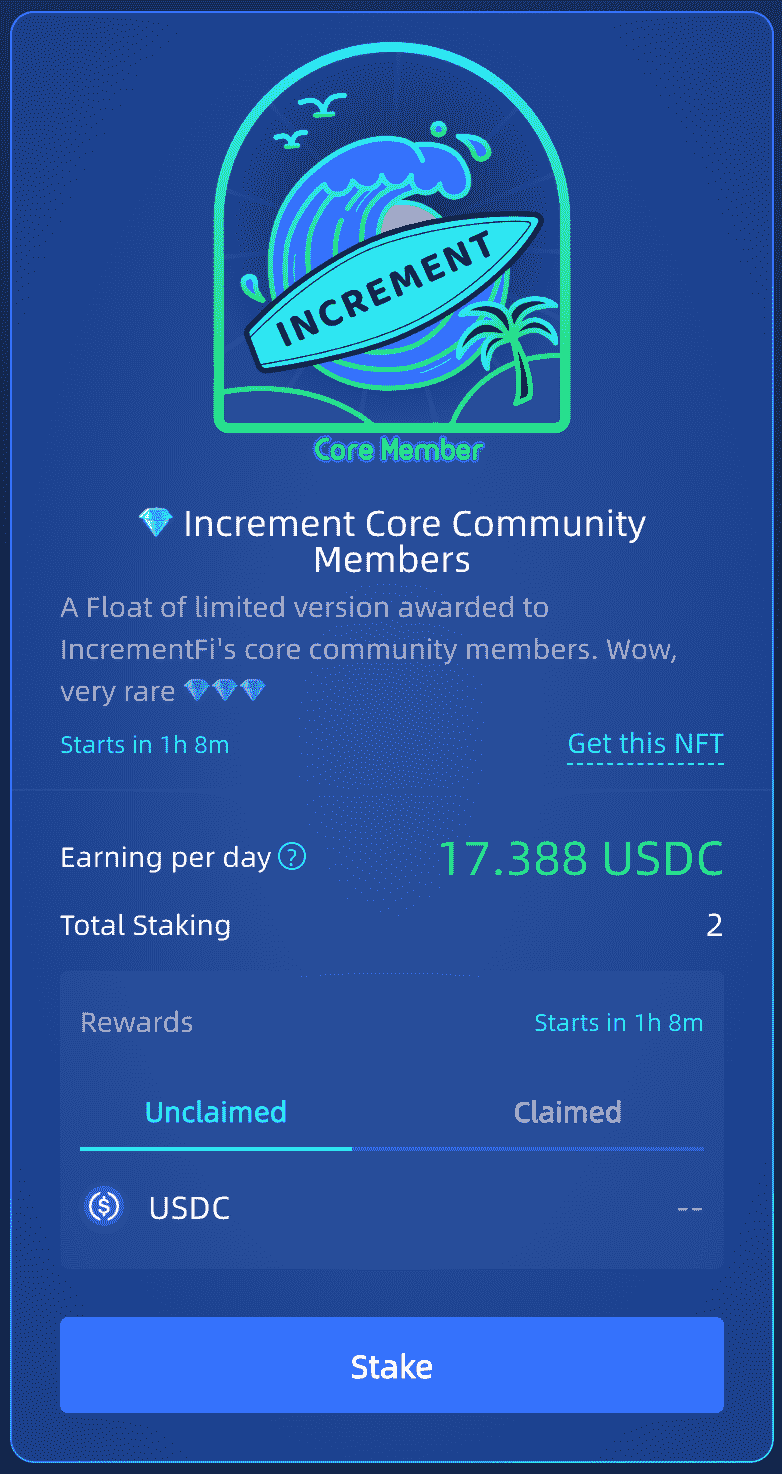 INCREMENT
Core Member
Increment Core Community
Members
A Float of limited version awarded to
IncrementFi's core community members. Wow,
very rare 💎💎💎
Starts in 1h 8m
Get this NFT
Earning per day ?
17.388 USDC
Total Staking
2
Rewards
Starts in 1h 8m
Unclaimed
Claimed
USDC
--
Stake